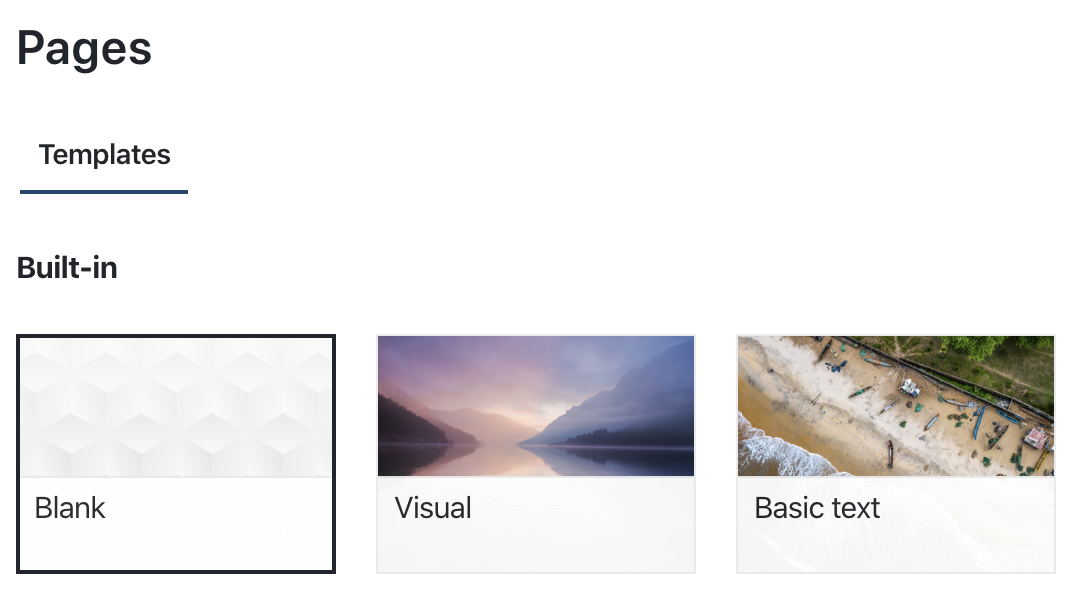 Pages
Templates
Built-in
Blank
Visual
Basic text